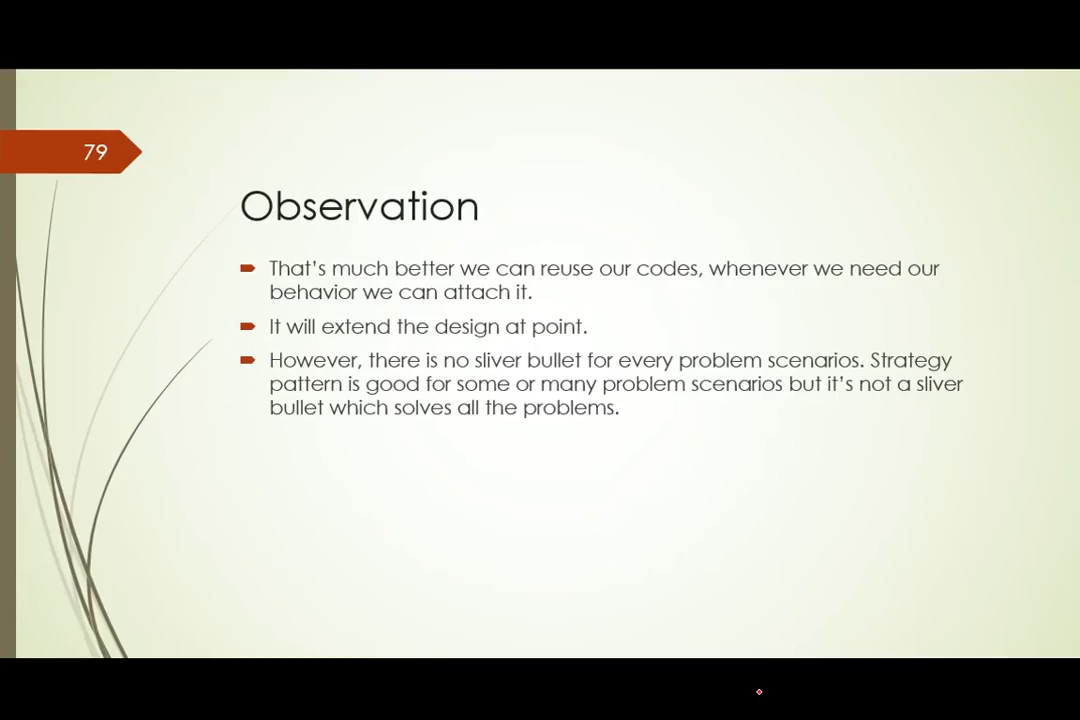 79
Observation
That’s much better we can reuse our codes, whenever we need our
behavior we can attach it.
It will extend the design at point.
However, there is no sliver bullet for every problem scenarios. Strategy
pattern is good for some or many problem scenarios but it’s not a sliver
bullet which solves all the problems.